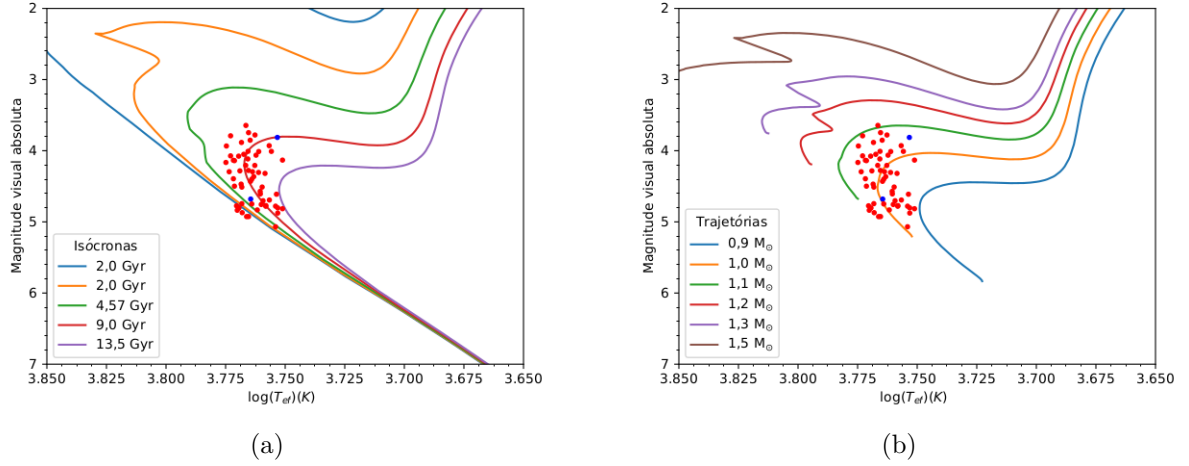 2
3
4
5
6
7
Magnitude visual absoluta
Isócronas
2,0 Gyr
2,0 Gyr
4,57 Gyr
9,0 Gyr
13,5 Gyr
3.850
3.825
3.800
3.775
3.750
3.725
3.700
3.675
3.650
log(T_ef)(K)
(a)
2
3
4
5
6
7
Magnitude visual absoluta
Trajetórias
0,9 M⊙
1,0 M⊙
1,1 M⊙
1,2 M⊙
1,3 M⊙
1,5 M⊙
3.850
3.825
3.800
3.775
3.750
3.725
3.700
3.675
3.650
log(T_ef)(K)
(b)